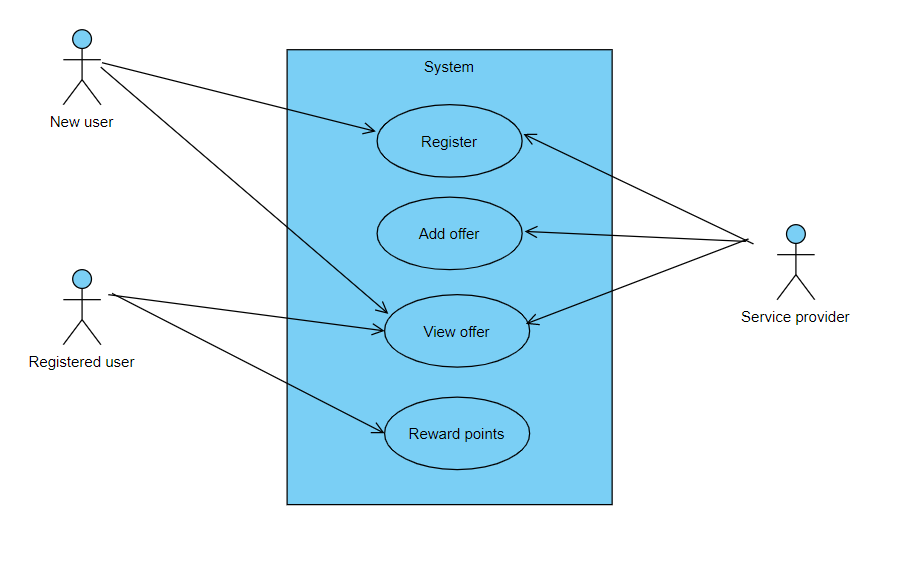 System
New user
Register
Add offer
Service provider
View offer
Registered user
Reward points